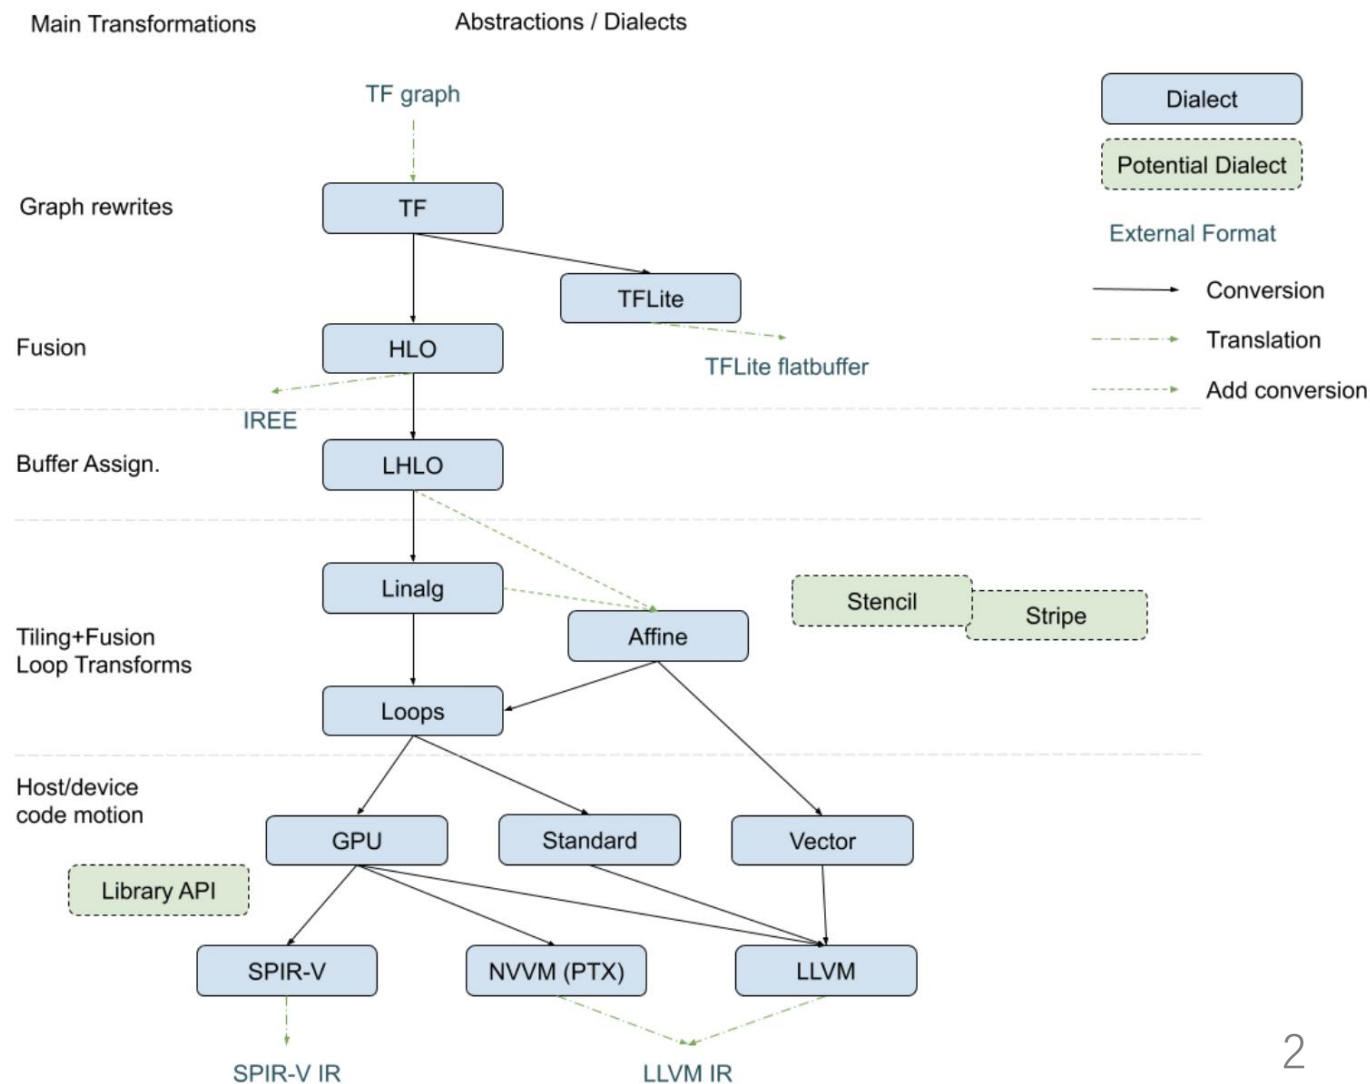 Main Transformations
Abstractions / Dialects
TF graph
Dialect
Potential Dialect
External Format
Conversion
Translation
Add conversion
Graph rewrites
TF
TFLite
TFLite flatbuffer
Fusion
HLO
IREE
Buffer Assign.
LHLO
Linalg
Affine
Stencil
Stripe
Tiling+Fusion
Loop Transforms
Loops
Host/device
code motion
GPU
Standard
Vector
Library API
SPIR-V
NVVM (PTX)
LLVM
SPIR-V IR
LLVM IR
2